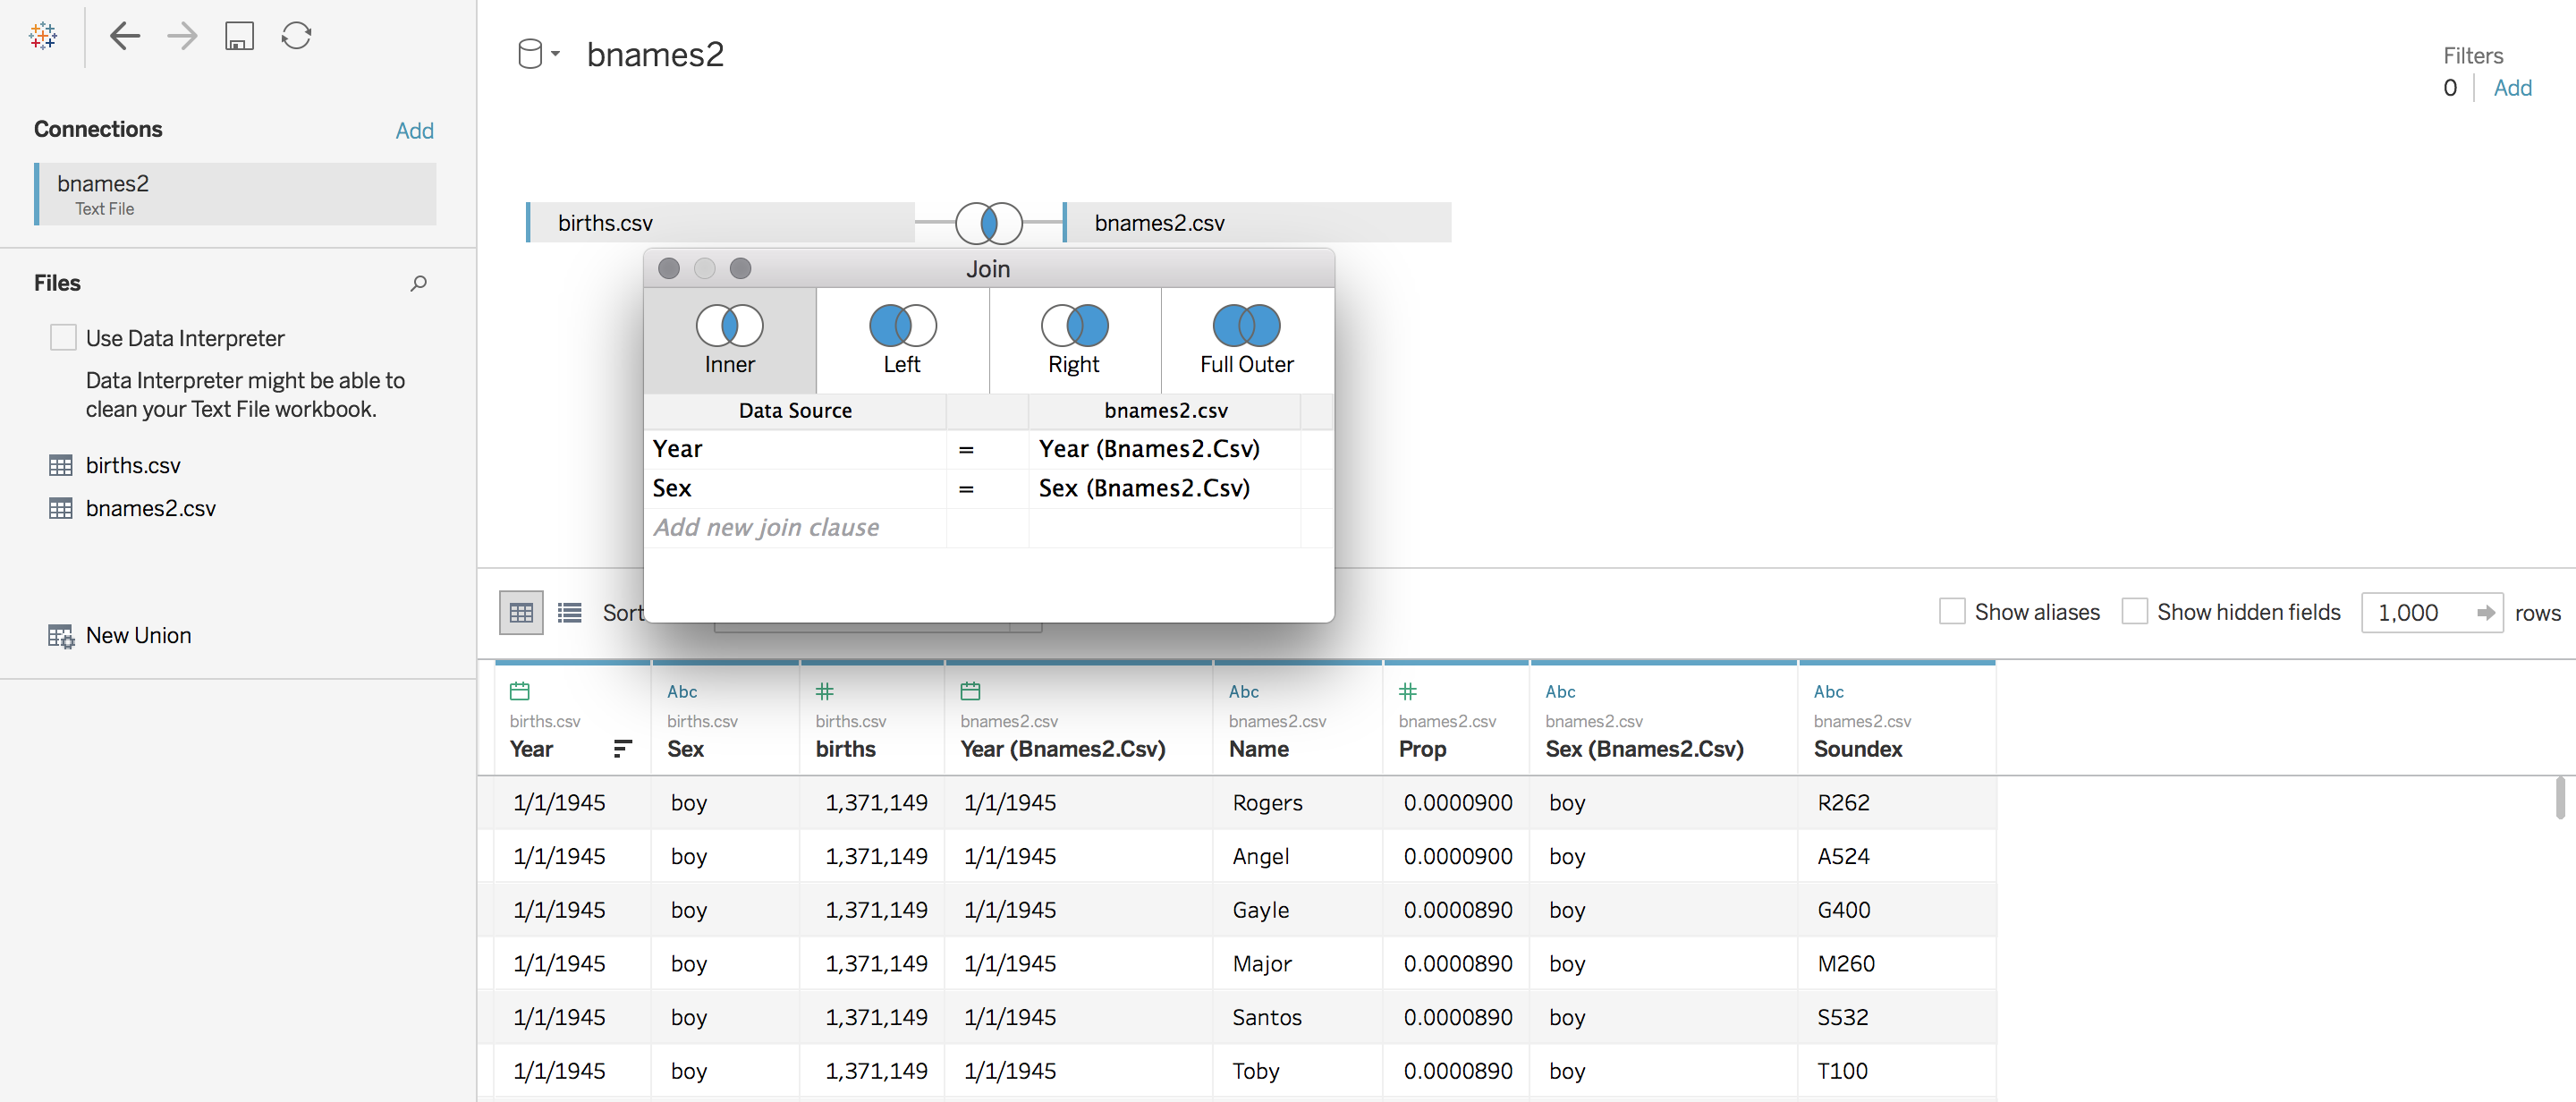 bnames2
Filters
0 Add
Connections Add
bnames2
Text File
births.csv bnames2.csv
Join
Inner Left Right Full Outer
Data Source bnames2.csv
Year = Year (Bnames2.Csv)
Sex = Sex (Bnames2.Csv)
Add new join clause
Files
Use Data Interpreter
Data Interpreter might be able to
clean your Text File workbook.
births.csv
bnames2.csv
New Union
Sort Show aliases Show hidden fields 1,000 rows
Abc # Abc # Abc Abc
births.csv births.csv births.csv bnames2.csv bnames2.csv bnames2.csv bnames2.csv bnames2.csv
Year Sex births Year (Bnames2.Csv) Name Prop Sex (Bnames2.Csv) Soundex
1/1/1945 boy 1,371,149 1/1/1945 Rogers 0.0000900 boy R262
1/1/1945 boy 1,371,149 1/1/1945 Angel 0.0000900 boy A524
1/1/1945 boy 1,371,149 1/1/1945 Gayle 0.0000890 boy G400
1/1/1945 boy 1,371,149 1/1/1945 Major 0.0000890 boy M260
1/1/1945 boy 1,371,149 1/1/1945 Santos 0.0000890 boy S532
1/1/1945 boy 1,371,149 1/1/1945 Toby 0.0000890 boy T100